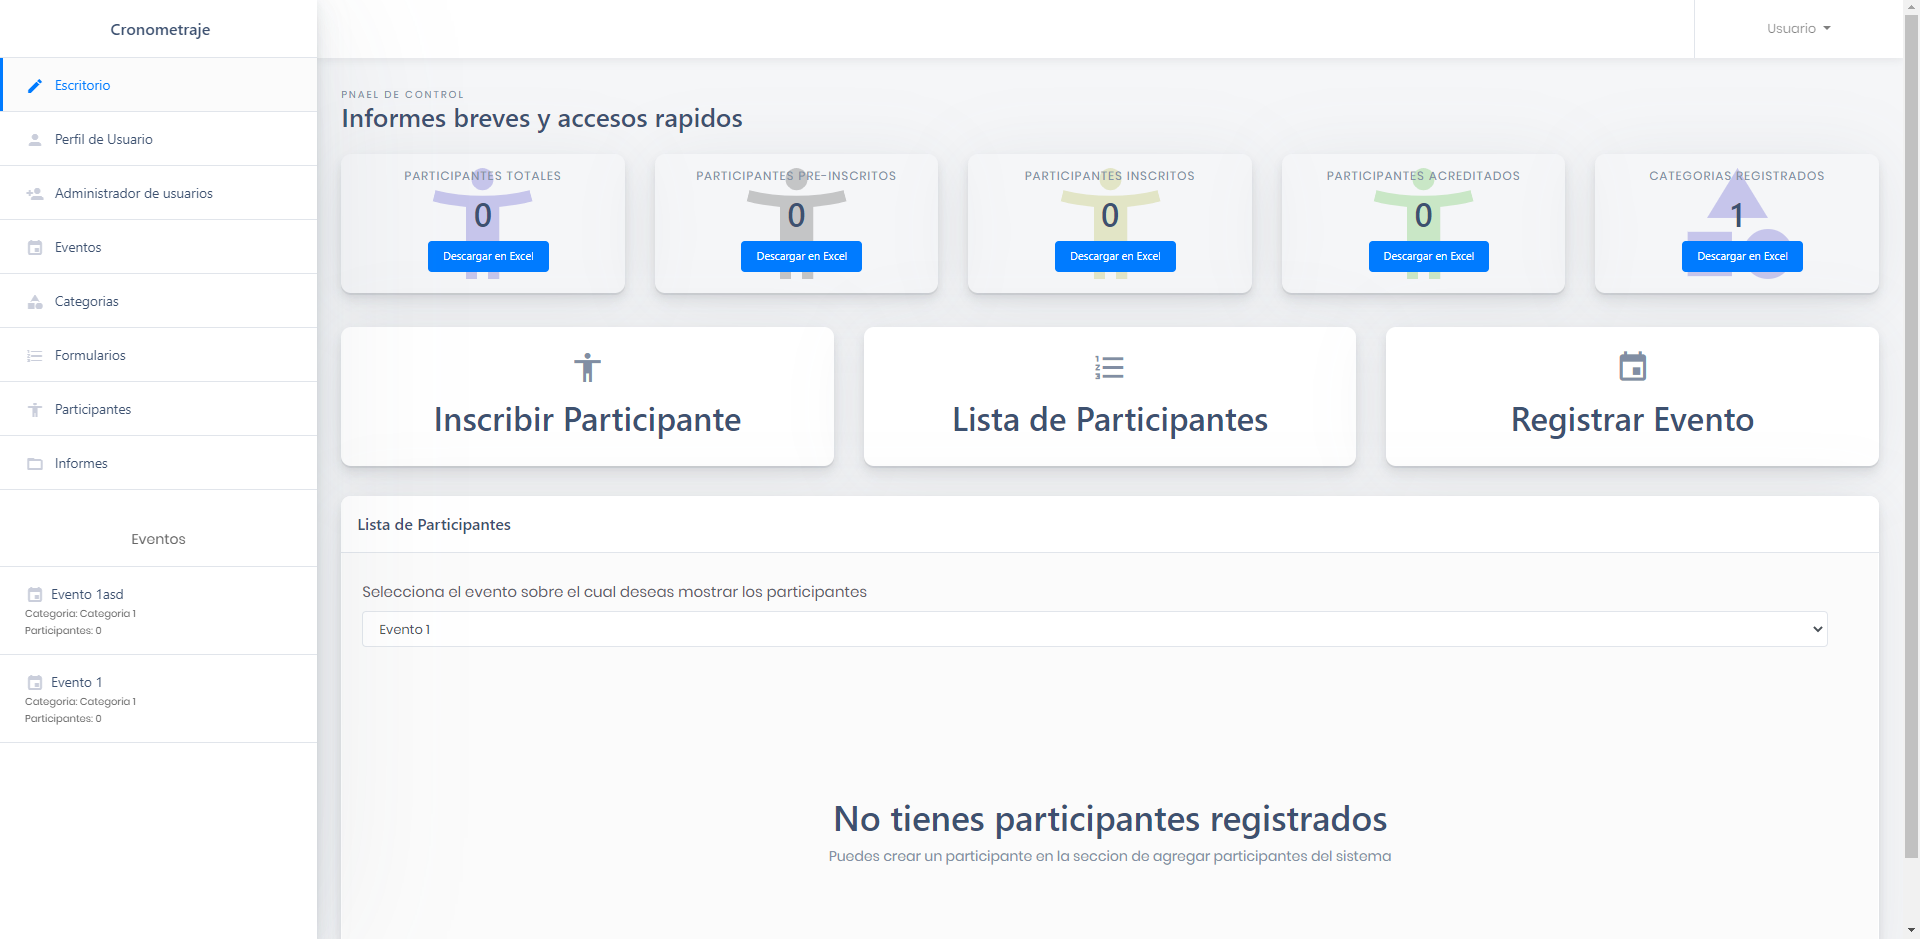 Cronometraje
Usuario
Escritorio
Perfil de Usuario
Administrador de usuarios
Eventos
Categorias
Formularios
Participantes
Informes
Eventos
Evento 1asd
Categoria: Categoria 1
Participantes: 0
Evento 1
Categoria: Categoria 1
Participantes: 0
PNAEL DE CONTROL
Informes breves y accesos rapidos
PARTICIPANTES TOTALES
0
Descargar en Excel
PARTICIPANTES PRE-INSCRITOS
0
Descargar en Excel
PARTICIPANTES INSCRITOS
0
Descargar en Excel
PARTICIPANTES ACREDITADOS
0
Descargar en Excel
CATEGORIAS REGISTRADOS
1
Descargar en Excel
Inscribir Participante
Lista de Participantes
Registrar Evento
Lista de Participantes
Selecciona el evento sobre el cual deseas mostrar los participantes
Evento 1
No tienes participantes registrados
Puedes crear un participante en la seccion de agregar participantes del sistema